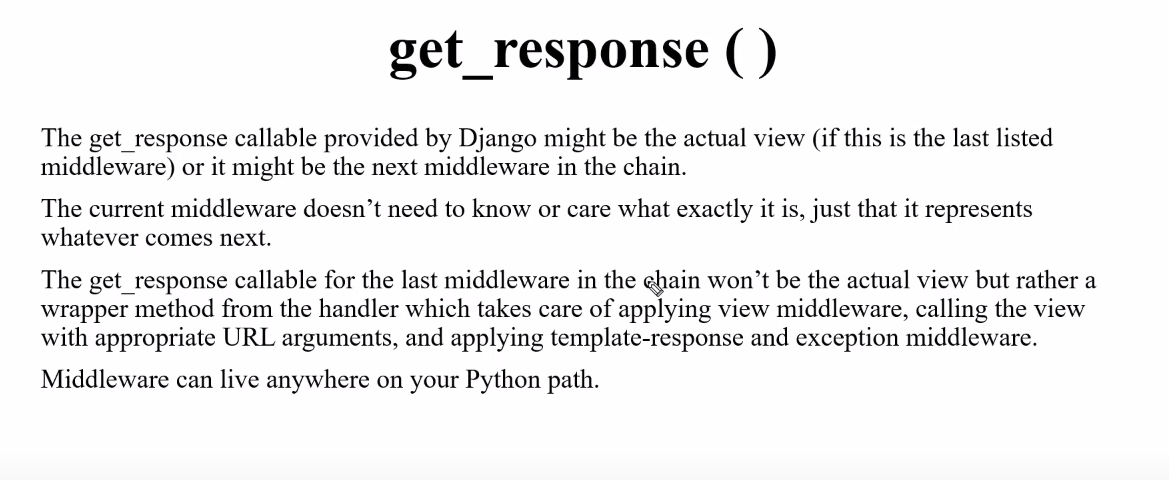 get_response ( )
The get_response callable provided by Django might be the actual view (if this is the last listed
middleware) or it might be the next middleware in the chain.
The current middleware doesn’t need to know or care what exactly it is, just that it represents
whatever comes next.
The get_response callable for the last middleware in the chain won’t be the actual view but rather a
wrapper method from the handler which takes care of applying view middleware, calling the view
with appropriate URL arguments, and applying template-response and exception middleware.
Middleware can live anywhere on your Python path.